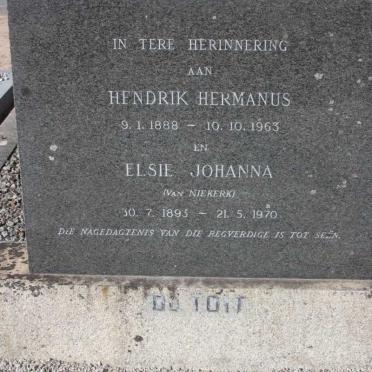 IN TERE HERINNERING
AAN
HENDRIK HERMANUS
9. 1. 1888 – 10. 10. 1963
EN
ELSIE JOHANNA
(VAN NIEKERK)
30. 7. 1893 – 21. 5. 1970
DIE NAGEDAGTENIS VAN DIE REGVERDIGE IS TOT SEËN.
DU TOIT